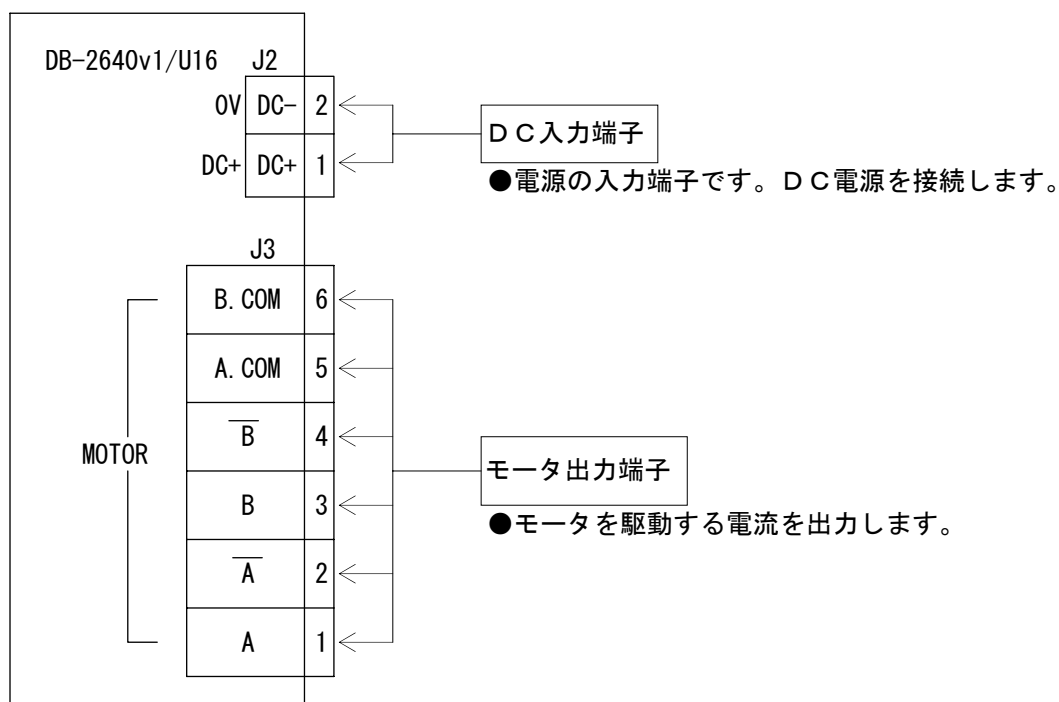 DB-2640v1/U16 J2
0V DC- 2
DC+ DC+ 1
DC入力端子
●電源の入力端子です。DC電源を接続します。
J3
B.COM 6
A.COM 5
B̅ 4
B 3
A̅ 2
A 1
MOTOR
モータ出力端子
●モータを駆動する電流を出力します。